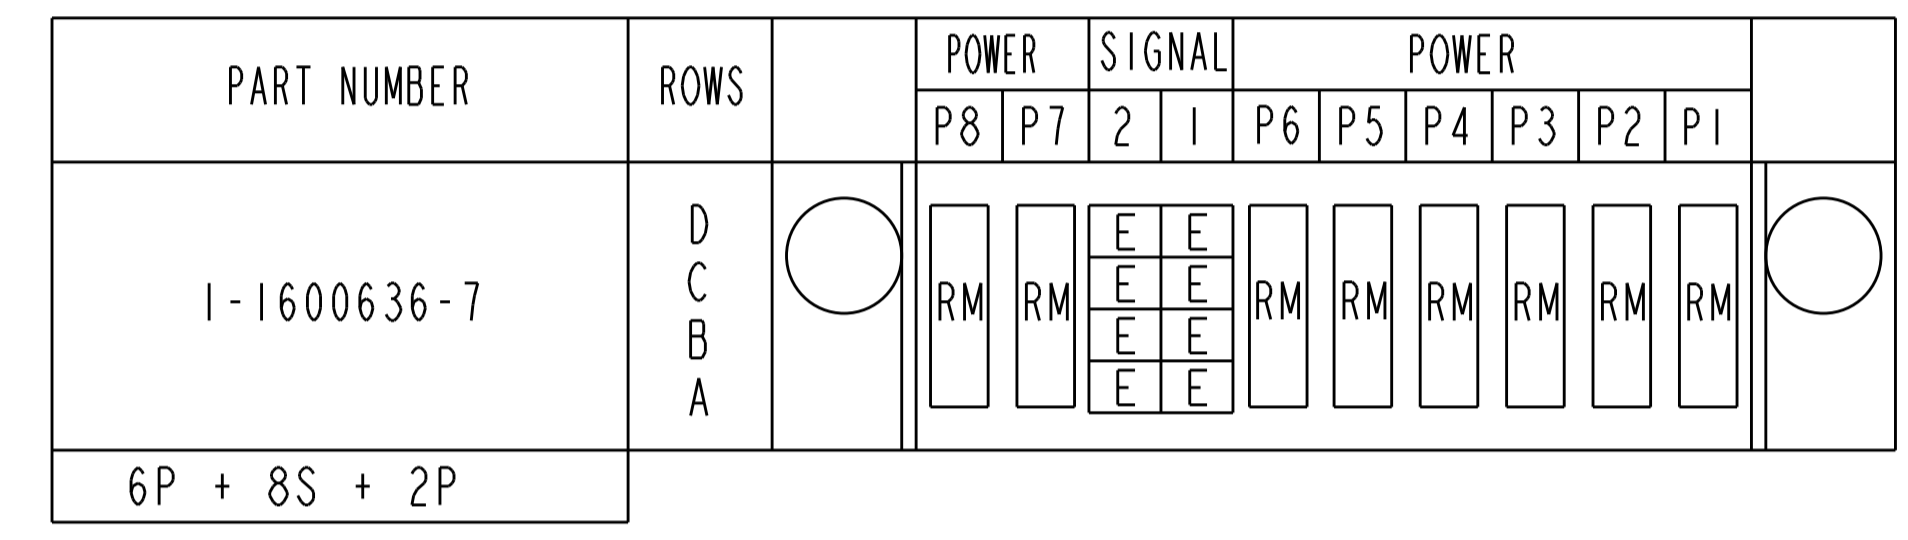 PART NUMBER ROWS POWER SIGNAL POWER
P8 P7 2 1 P6 P5 P4 P3 P2 P1
1-1600636-7
D
C
B
A
E E
E E
E E
E E
RM RM RM RM RM RM RM RM
6P + 8S + 2P